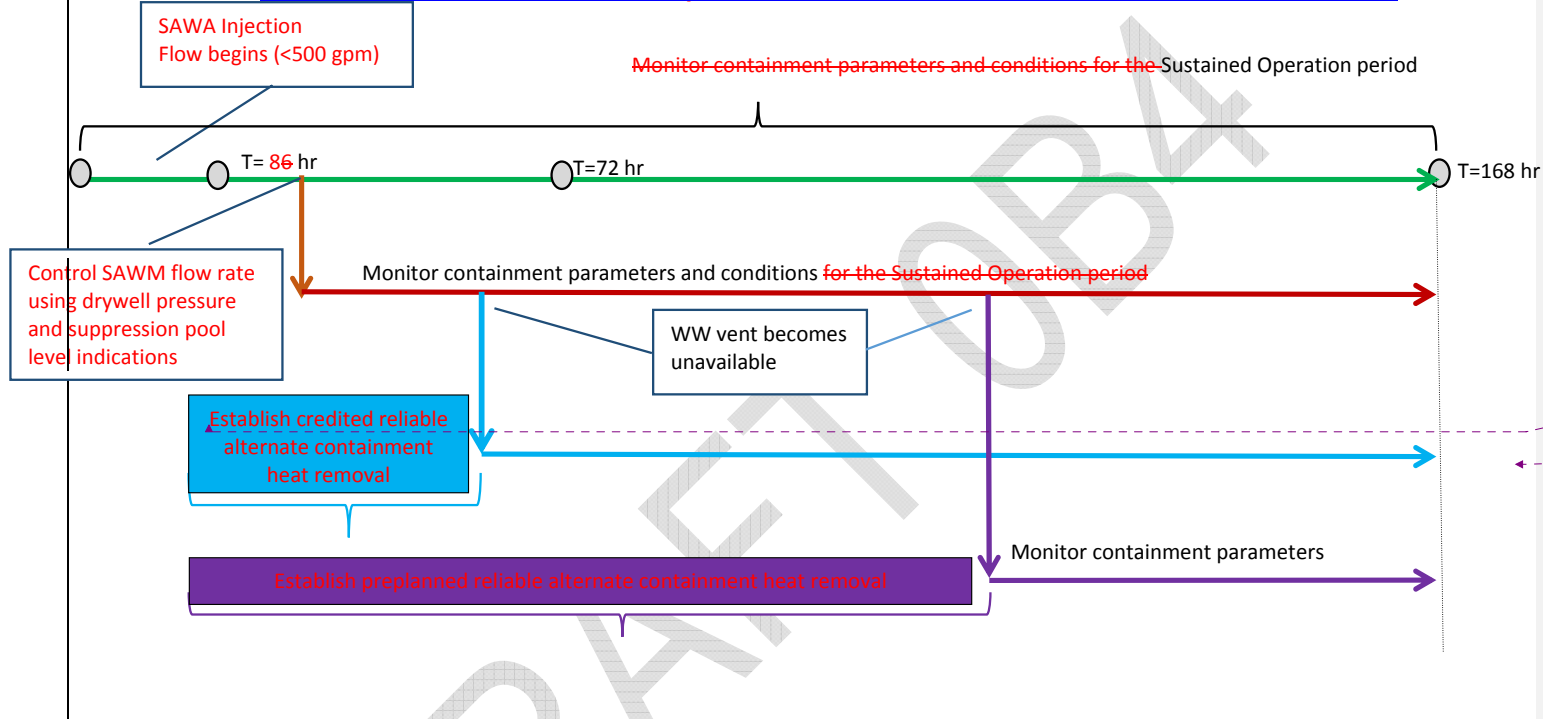 SAWA Injection
Flow begins (<500 gpm)
Monitor containment parameters and conditions for the Sustained Operation period
T= 86 hr
T=72 hr
T=168 hr
Control SAWM flow rate
using drywell pressure
and suppression pool
level indications
Monitor containment parameters and conditions for the Sustained Operation period
WW vent becomes
unavailable
Establish credited reliable
alternate containment
heat removal
Monitor containment parameters
Establish preplanned reliable alternate containment heat removal
DRAFT 0B4